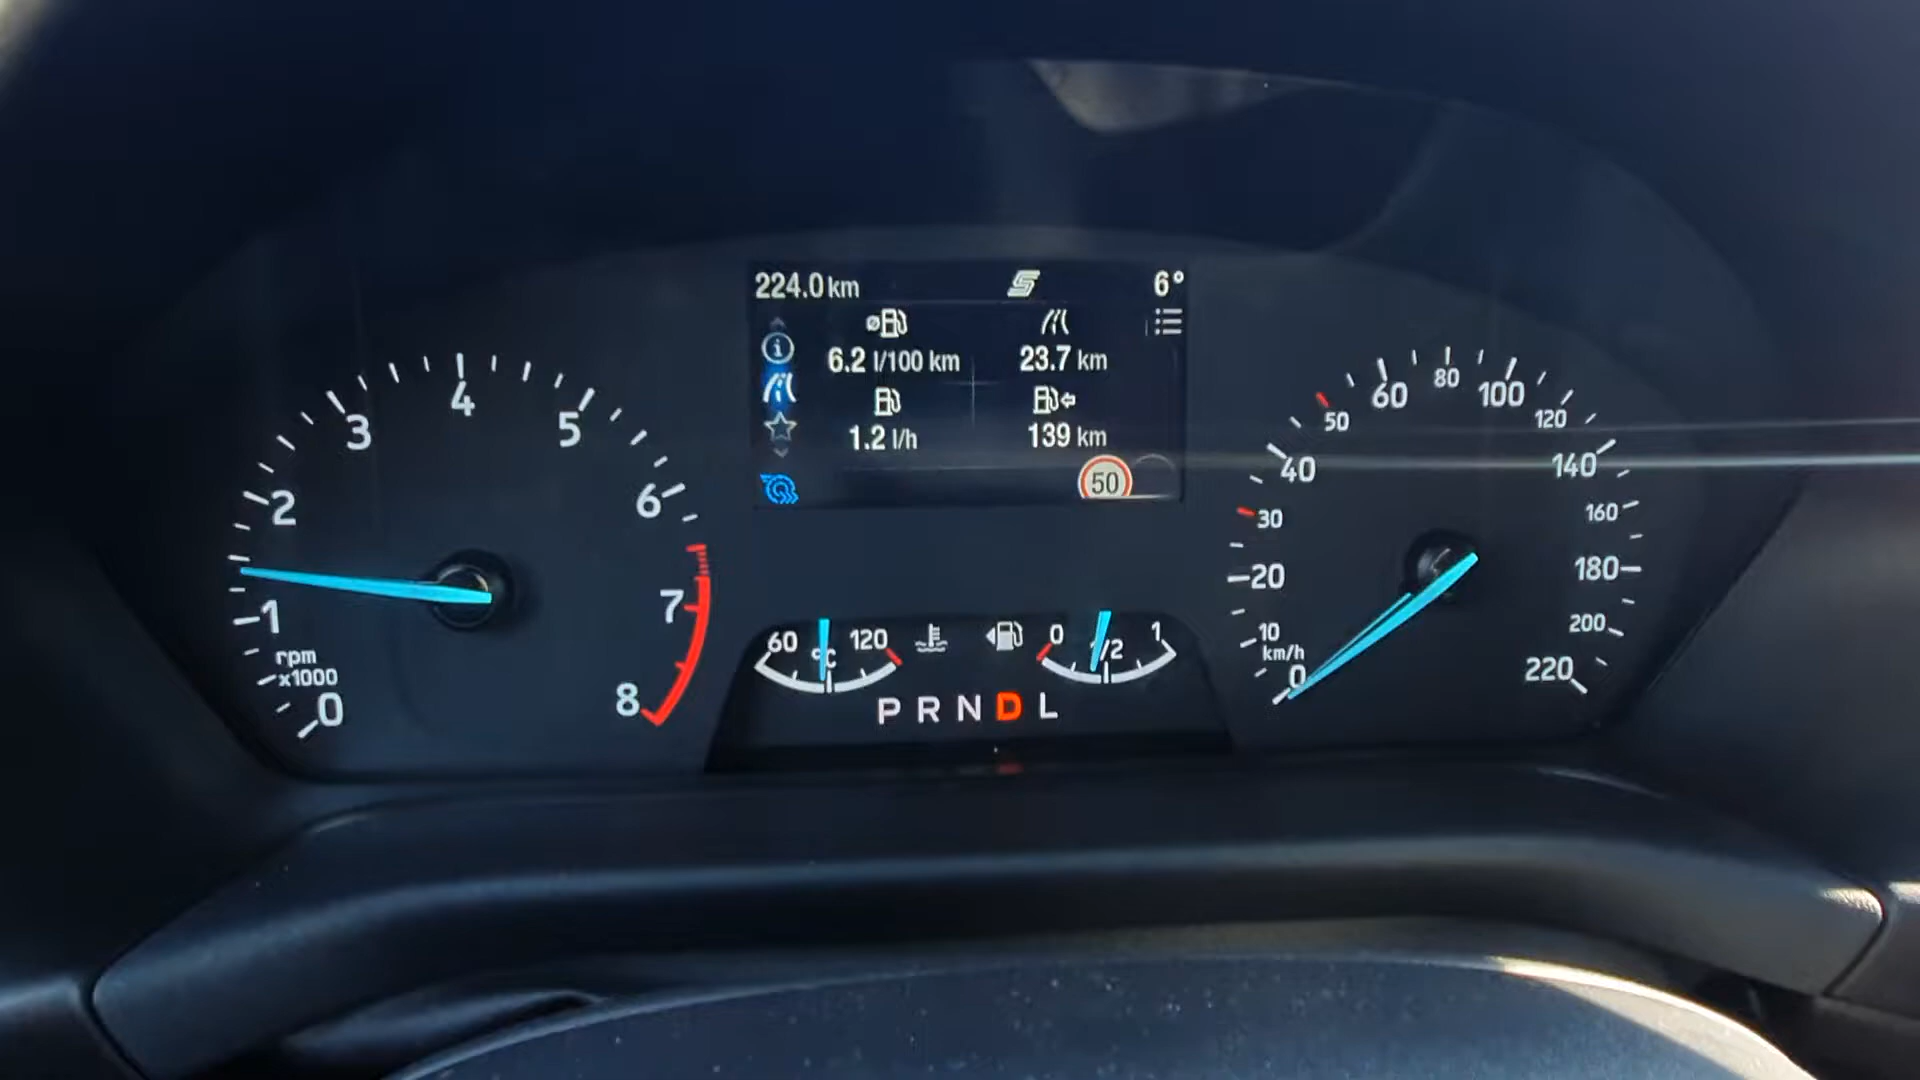 224.0 km 6°
6.2 l/100 km 23.7 km
1.2 l/h 139 km
50
0 1 2 3 4 5 6 7 8
rpm
x1000
0 10 20 30 40 50 60 80 100 120 140 160 180 200 220
km/h
60 °C 120
0 1/2 1
P R N D L